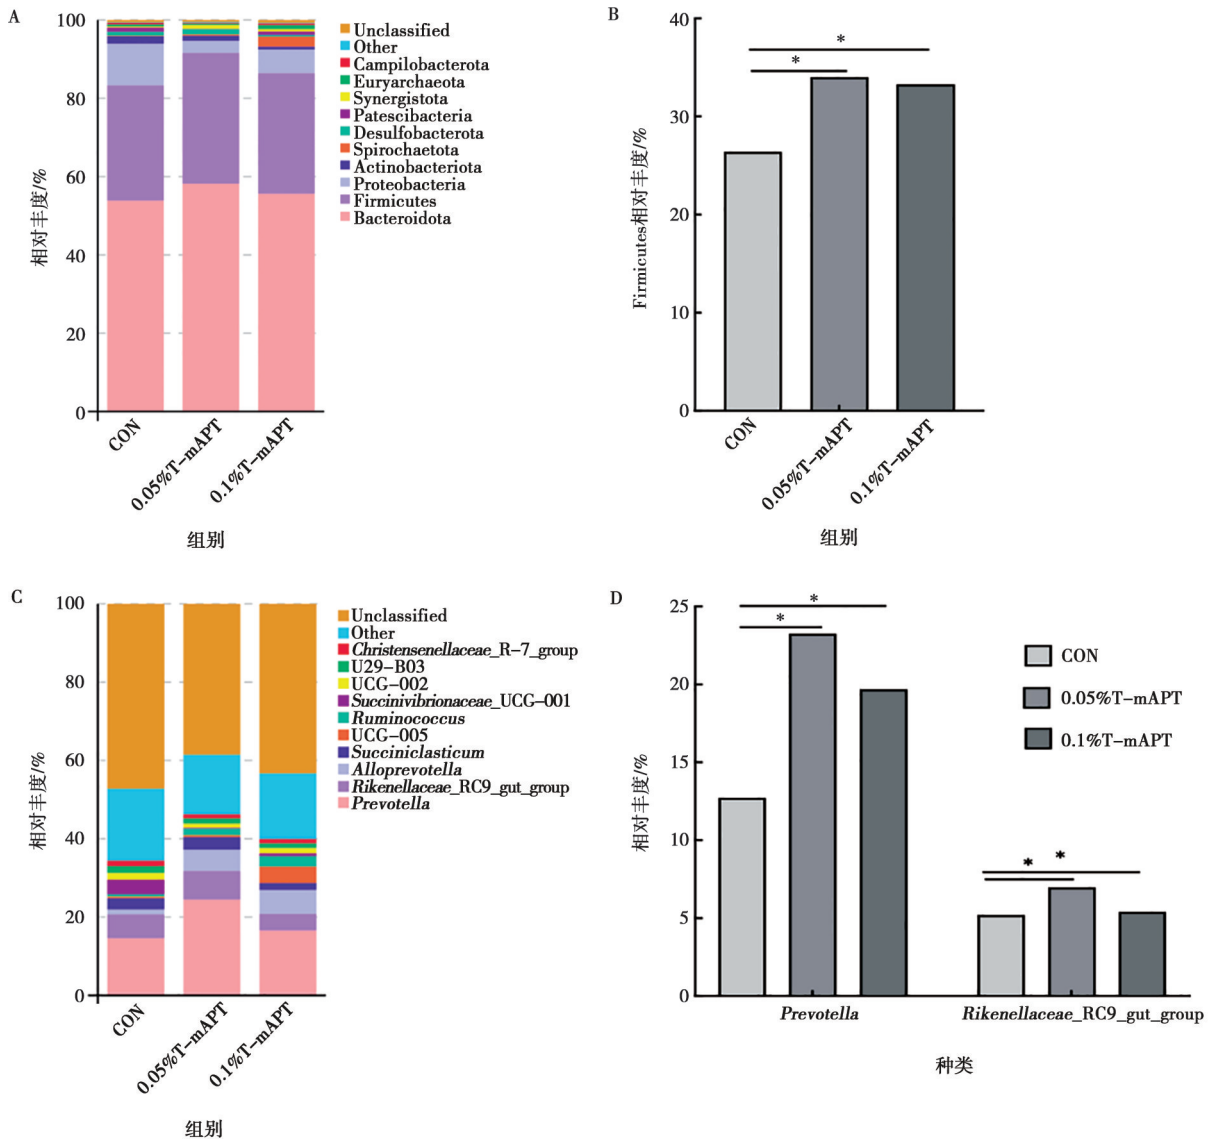 A
100
80
60
40
20
0
相对丰度/%
CON
0.05%T-mAPT
0.1%T-mAPT
组别
Unclassified
Other
Campilobacterota
Euryarchaeota
Synergistota
Patescibacteria
Desulfobacterota
Spirochaetota
Actinobacteriota
Proteobacteria
Firmicutes
Bacteroidota
B
40
30
20
10
0
Firmicutes相对丰度/%
*
*
CON
0.05%T-mAPT
0.1%T-mAPT
组别
C
100
80
60
40
20
0
相对丰度/%
CON
0.05%T-mAPT
0.1%T-mAPT
组别
Unclassified
Other
Christensenellaceae_R-7_group
U29-B03
UCG-002
Succinivibrionaceae_UCG-001
Ruminococcus
UCG-005
Succiniclasticum
Alloprevotella
Rikenellaceae_RC9_gut_group
Prevotella
D
25
20
15
10
5
0
相对丰度/%
*
*
*
*
CON
0.05%T-mAPT
0.1%T-mAPT
Prevotella
Rikenellaceae_RC9_gut_group
种类